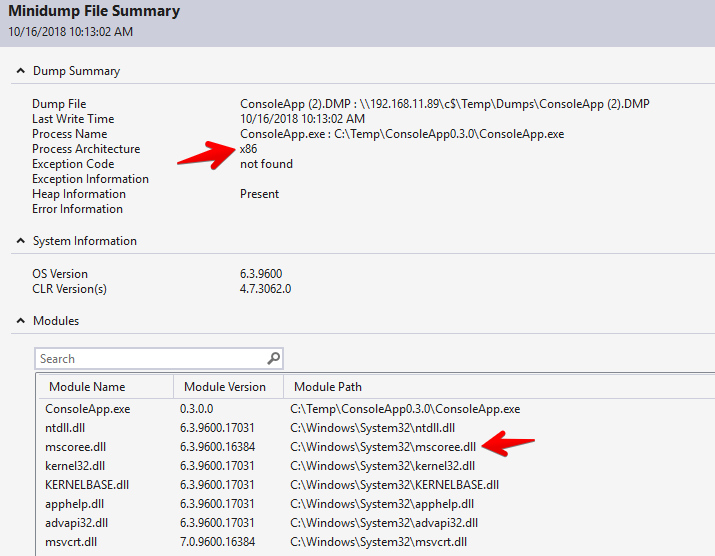 Minidump File Summary
10/16/2018 10:13:02 AM
Dump Summary
Dump File ConsoleApp (2).DMP : \\192.168.11.89\c$\Temp\Dumps\ConsoleApp (2).DMP
Last Write Time 10/16/2018 10:13:02 AM
Process Name ConsoleApp.exe : C:\Temp\ConsoleApp0.3.0\ConsoleApp.exe
Process Architecture x86
Exception Code not found
Exception Information
Heap Information Present
Error Information
System Information
OS Version 6.3.9600
CLR Version(s) 4.7.3062.0
Modules
Search
Module Name Module Version Module Path
ConsoleApp.exe 0.3.0.0 C:\Temp\ConsoleApp0.3.0\ConsoleApp.exe
ntdll.dll 6.3.9600.17031 C:\Windows\System32\ntdll.dll
mscoree.dll 6.3.9600.16384 C:\Windows\System32\mscoree.dll
kernel32.dll 6.3.9600.17031 C:\Windows\System32\kernel32.dll
KERNELBASE.dll 6.3.9600.17031 C:\Windows\System32\KERNELBASE.dll
apphelp.dll 6.3.9600.17031 C:\Windows\System32\apphelp.dll
advapi32.dll 6.3.9600.17031 C:\Windows\System32\advapi32.dll
msvcrt.dll 7.0.9600.16384 C:\Windows\System32\msvcrt.dll